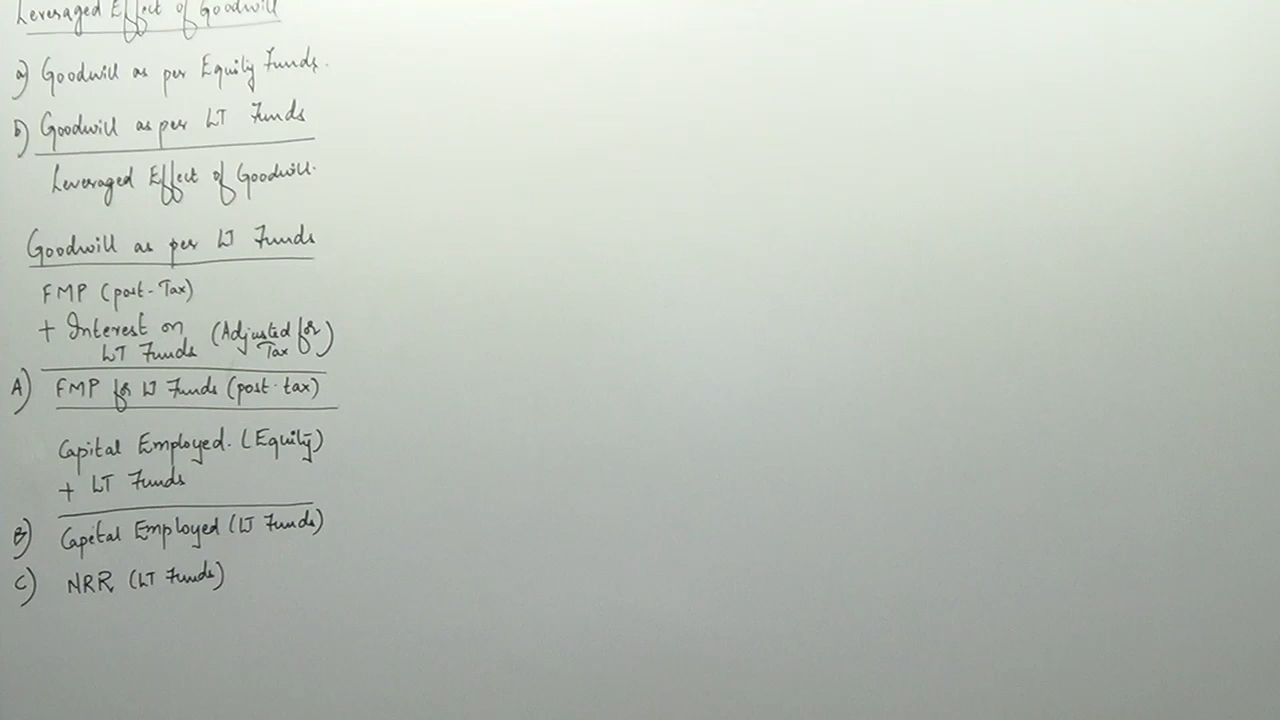 Leveraged Effect of Goodwill
a) Goodwill as per Equity Funds.
b) Goodwill as per LT Funds
Leveraged Effect of Goodwill.
Goodwill as per LT Funds
FMP (post-Tax)
+ Interest on
LT Funds (Adjusted for Tax)
A) FMP for LT Funds (post-tax)
Capital Employed. (Equity)
+ LT Funds
B) Capital Employed (LT Funds)
C) NRR (LT Funds)